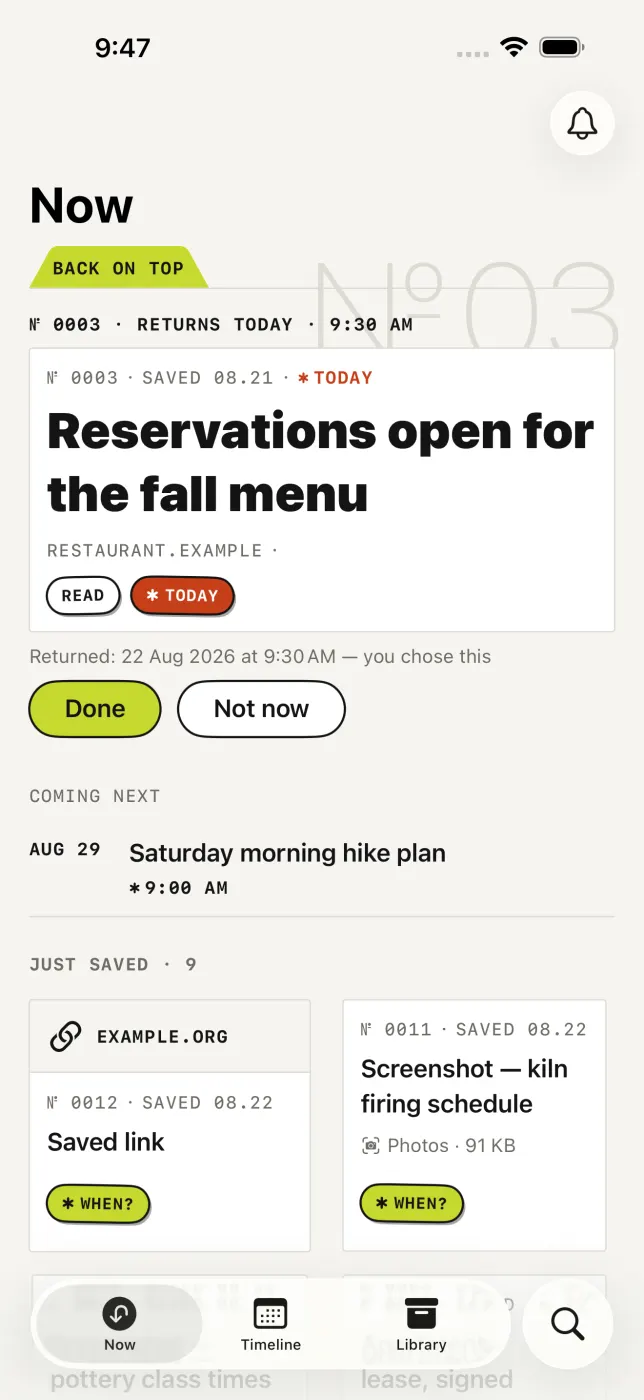 9:47
Now
BACK ON TOP
Nº03
№ 0003 · RETURNS TODAY · 9:30 AM
№ 0003 · SAVED 08.21 · ✱ TODAY
Reservations open for
the fall menu
RESTAURANT.EXAMPLE ·
READ
✱ TODAY
Returned: 22 Aug 2026 at 9:30 AM — you chose this
Done
Not now
COMING NEXT
AUG 29
Saturday morning hike plan
✱ 9:00 AM
JUST SAVED · 9
EXAMPLE.ORG
№ 0012 · SAVED 08.22
Saved link
✱ WHEN?
№ 0011 · SAVED 08.22
Screenshot — kiln
firing schedule
Photos · 91 KB
✱ WHEN?
Now
Timeline
Library
pottery class times
lease, signed